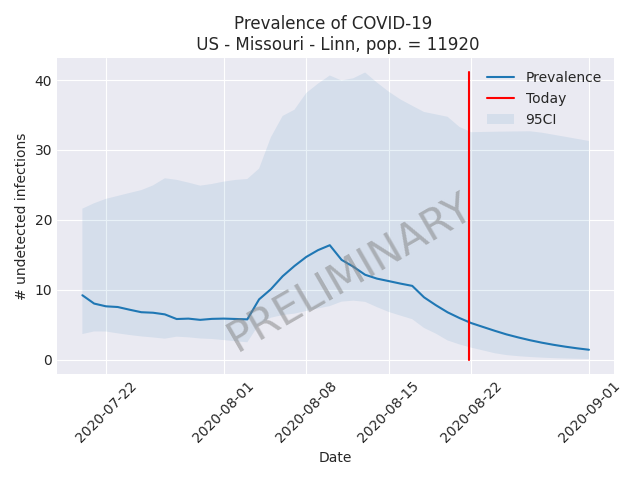 Prevalence of COVID-19
US - Missouri - Linn, pop. = 11920
# undetected infections
40
30
20
10
0
Prevalence
Today
95CI
PRELIMINARY
2020-07-22
2020-08-01
2020-08-08
2020-08-15
2020-08-22
2020-09-01
Date